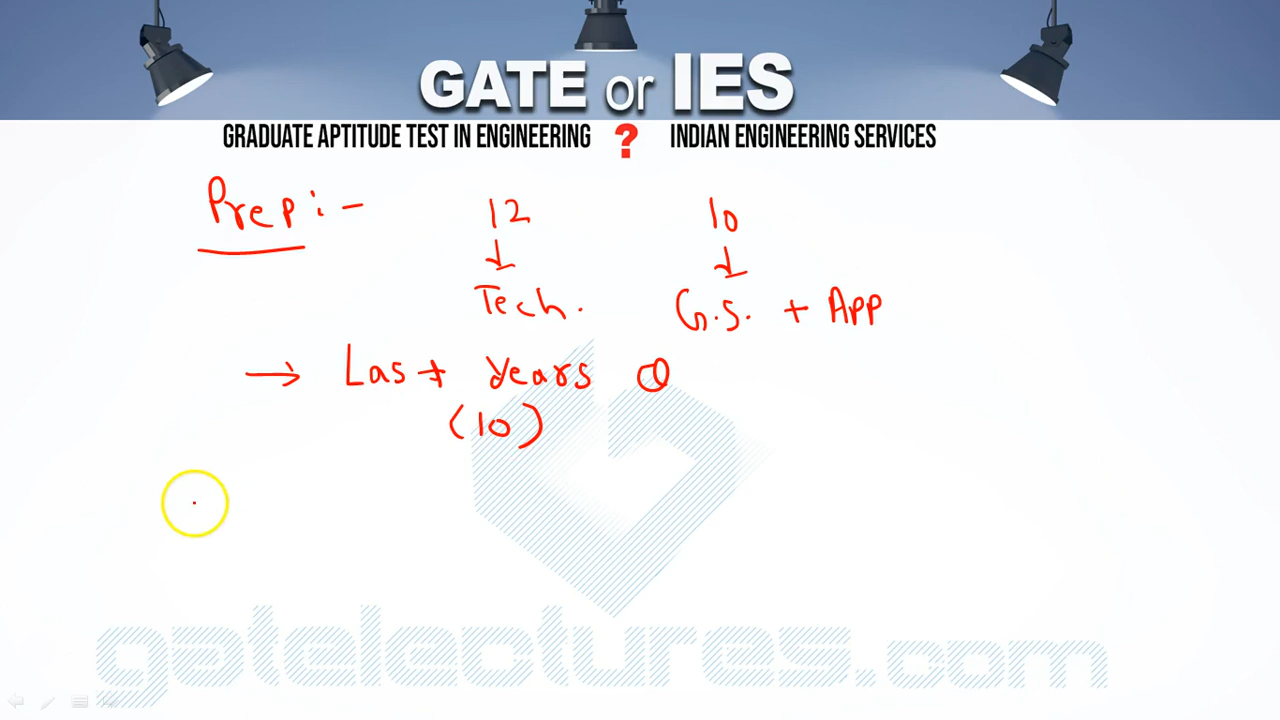 GATE or IES
GRADUATE APTITUDE TEST IN ENGINEERING ? INDIAN ENGINEERING SERVICES
Prep :- 12 10
Tech. G.S. + App
→ Last years Q
(10)
gatelectures.com